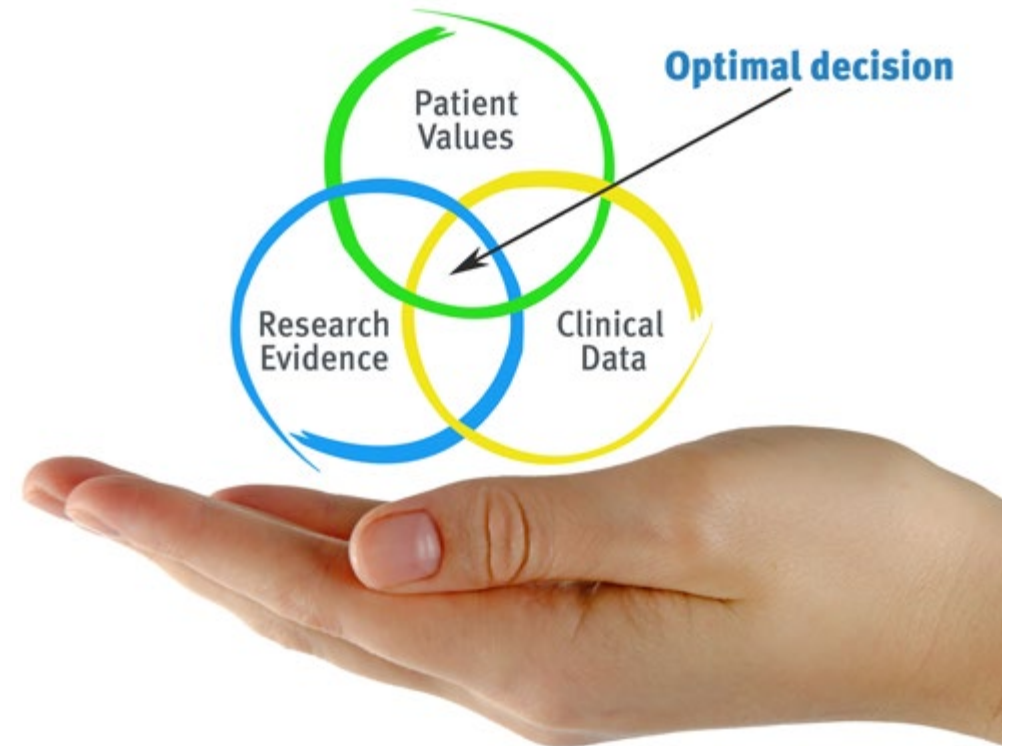 Optimal decision
Patient
Values
Research
Evidence
Clinical
Data